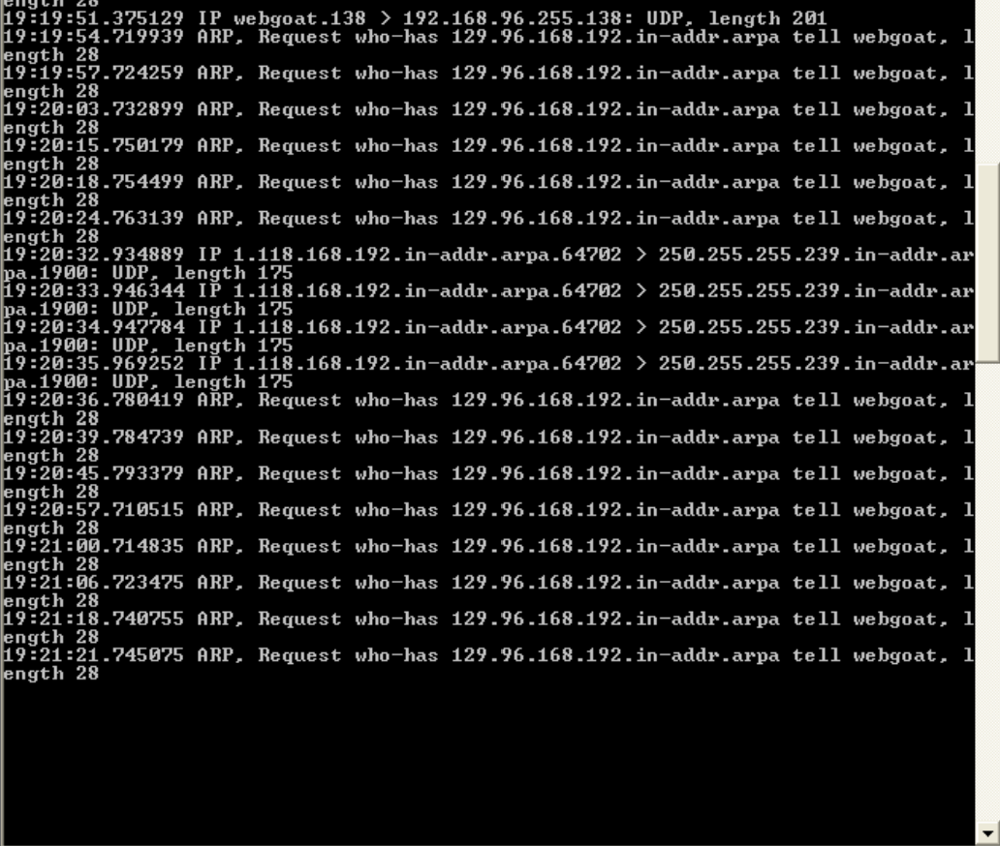 ength 28
19:19:51.375129 IP webgoat.138 > 192.168.96.255.138: UDP, length 201
19:19:54.719939 ARP, Request who-has 129.96.168.192.in-addr.arpa tell webgoat, l
ength 28
19:19:57.724259 ARP, Request who-has 129.96.168.192.in-addr.arpa tell webgoat, l
ength 28
19:20:03.732899 ARP, Request who-has 129.96.168.192.in-addr.arpa tell webgoat, l
ength 28
19:20:15.750179 ARP, Request who-has 129.96.168.192.in-addr.arpa tell webgoat, l
ength 28
19:20:18.754499 ARP, Request who-has 129.96.168.192.in-addr.arpa tell webgoat, l
ength 28
19:20:24.763139 ARP, Request who-has 129.96.168.192.in-addr.arpa tell webgoat, l
ength 28
19:20:32.934889 IP 1.118.168.192.in-addr.arpa.64702 > 250.255.255.239.in-addr.ar
pa.1900: UDP, length 175
19:20:33.946344 IP 1.118.168.192.in-addr.arpa.64702 > 250.255.255.239.in-addr.ar
pa.1900: UDP, length 175
19:20:34.947784 IP 1.118.168.192.in-addr.arpa.64702 > 250.255.255.239.in-addr.ar
pa.1900: UDP, length 175
19:20:35.969252 IP 1.118.168.192.in-addr.arpa.64702 > 250.255.255.239.in-addr.ar
pa.1900: UDP, length 175
19:20:36.780419 ARP, Request who-has 129.96.168.192.in-addr.arpa tell webgoat, l
ength 28
19:20:39.784739 ARP, Request who-has 129.96.168.192.in-addr.arpa tell webgoat, l
ength 28
19:20:45.793379 ARP, Request who-has 129.96.168.192.in-addr.arpa tell webgoat, l
ength 28
19:20:57.710515 ARP, Request who-has 129.96.168.192.in-addr.arpa tell webgoat, l
ength 28
19:21:00.714835 ARP, Request who-has 129.96.168.192.in-addr.arpa tell webgoat, l
ength 28
19:21:06.723475 ARP, Request who-has 129.96.168.192.in-addr.arpa tell webgoat, l
ength 28
19:21:18.740755 ARP, Request who-has 129.96.168.192.in-addr.arpa tell webgoat, l
ength 28
19:21:21.745075 ARP, Request who-has 129.96.168.192.in-addr.arpa tell webgoat, l
ength 28